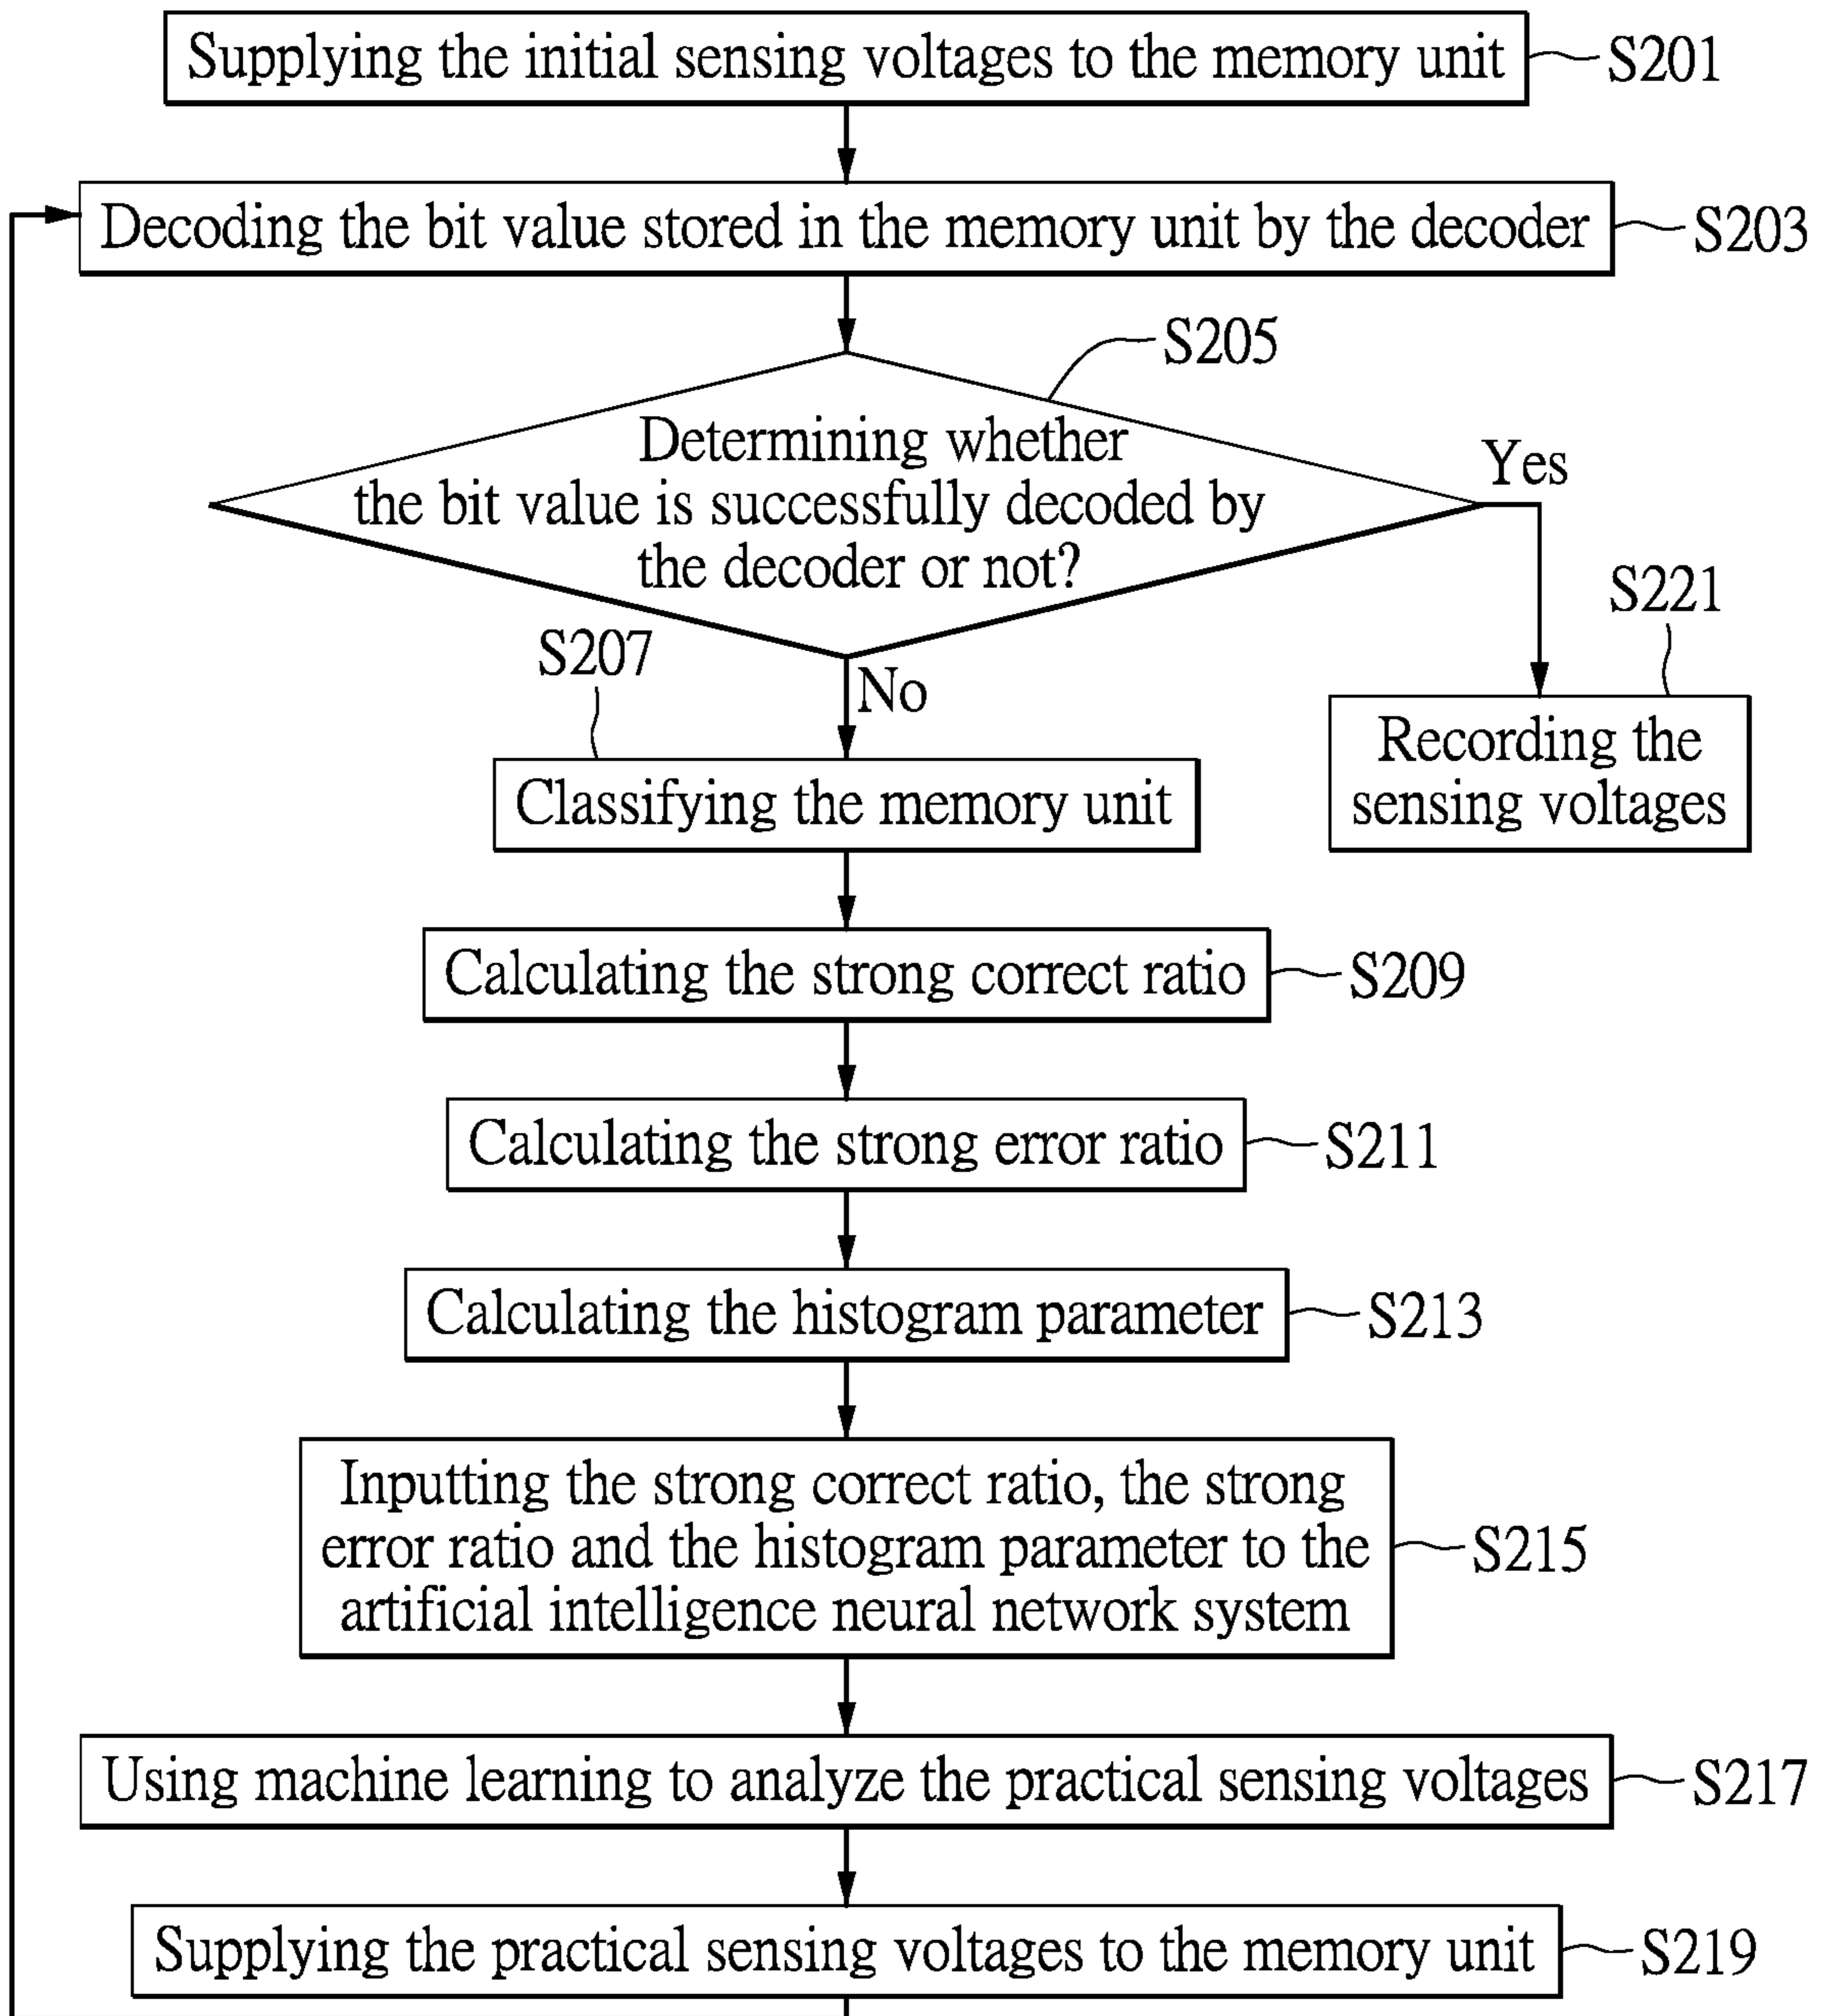 Supplying the initial sensing voltages to the memory unit
S201
Decoding the bit value stored in the memory unit by the decoder
S203
S205
Determining whether
the bit value is successfully decoded by
the decoder or not?
Yes
S221
Recording the
sensing voltages
S207
No
Classifying the memory unit
Calculating the strong correct ratio
S209
Calculating the strong error ratio
S211
Calculating the histogram parameter
S213
Inputting the strong correct ratio, the strong
error ratio and the histogram parameter to the
artificial intelligence neural network system
S215
Using machine learning to analyze the practical sensing voltages
S217
Supplying the practical sensing voltages to the memory unit
S219